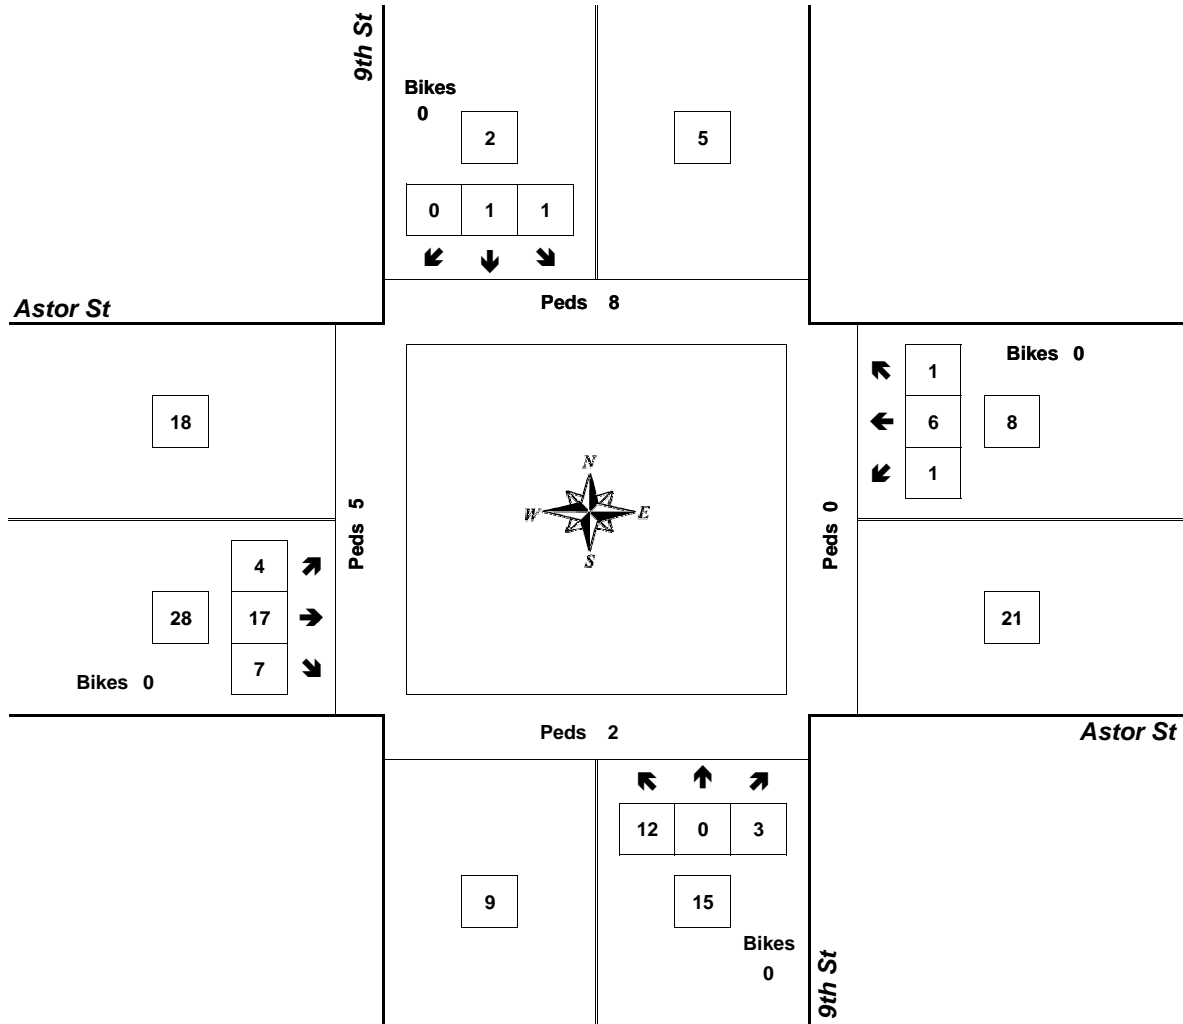 9th St
Bikes
0
2
5
0 1 1
Peds 8
Astor St
Bikes 0
1
18
6 8
N
1
W E
Peds 5
Peds 0
S
4
28 17
21
7
Bikes 0
Peds 2
Astor St
12 0 3
9
15
Bikes
0
9th St